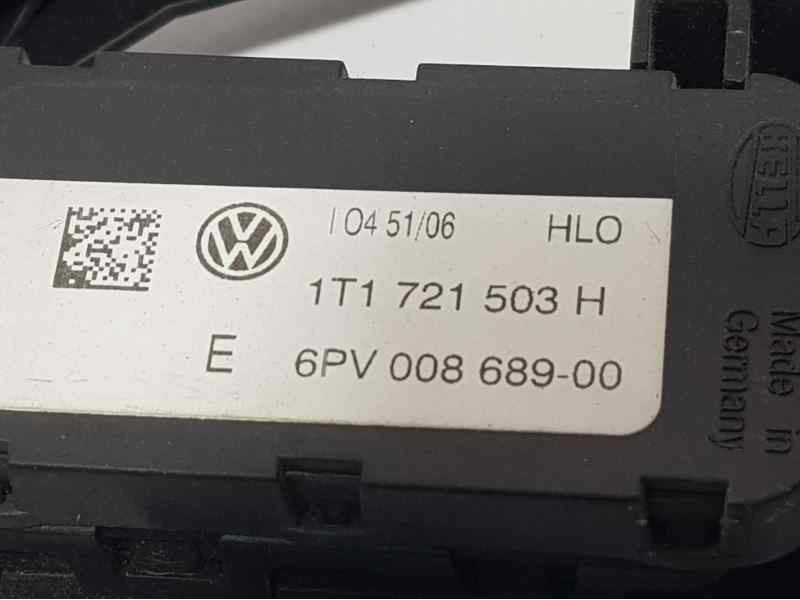 I 04 51/06 HLO
1T1 721 503 H
E 6PV 008 689-00
HELLA
Made in
Germany